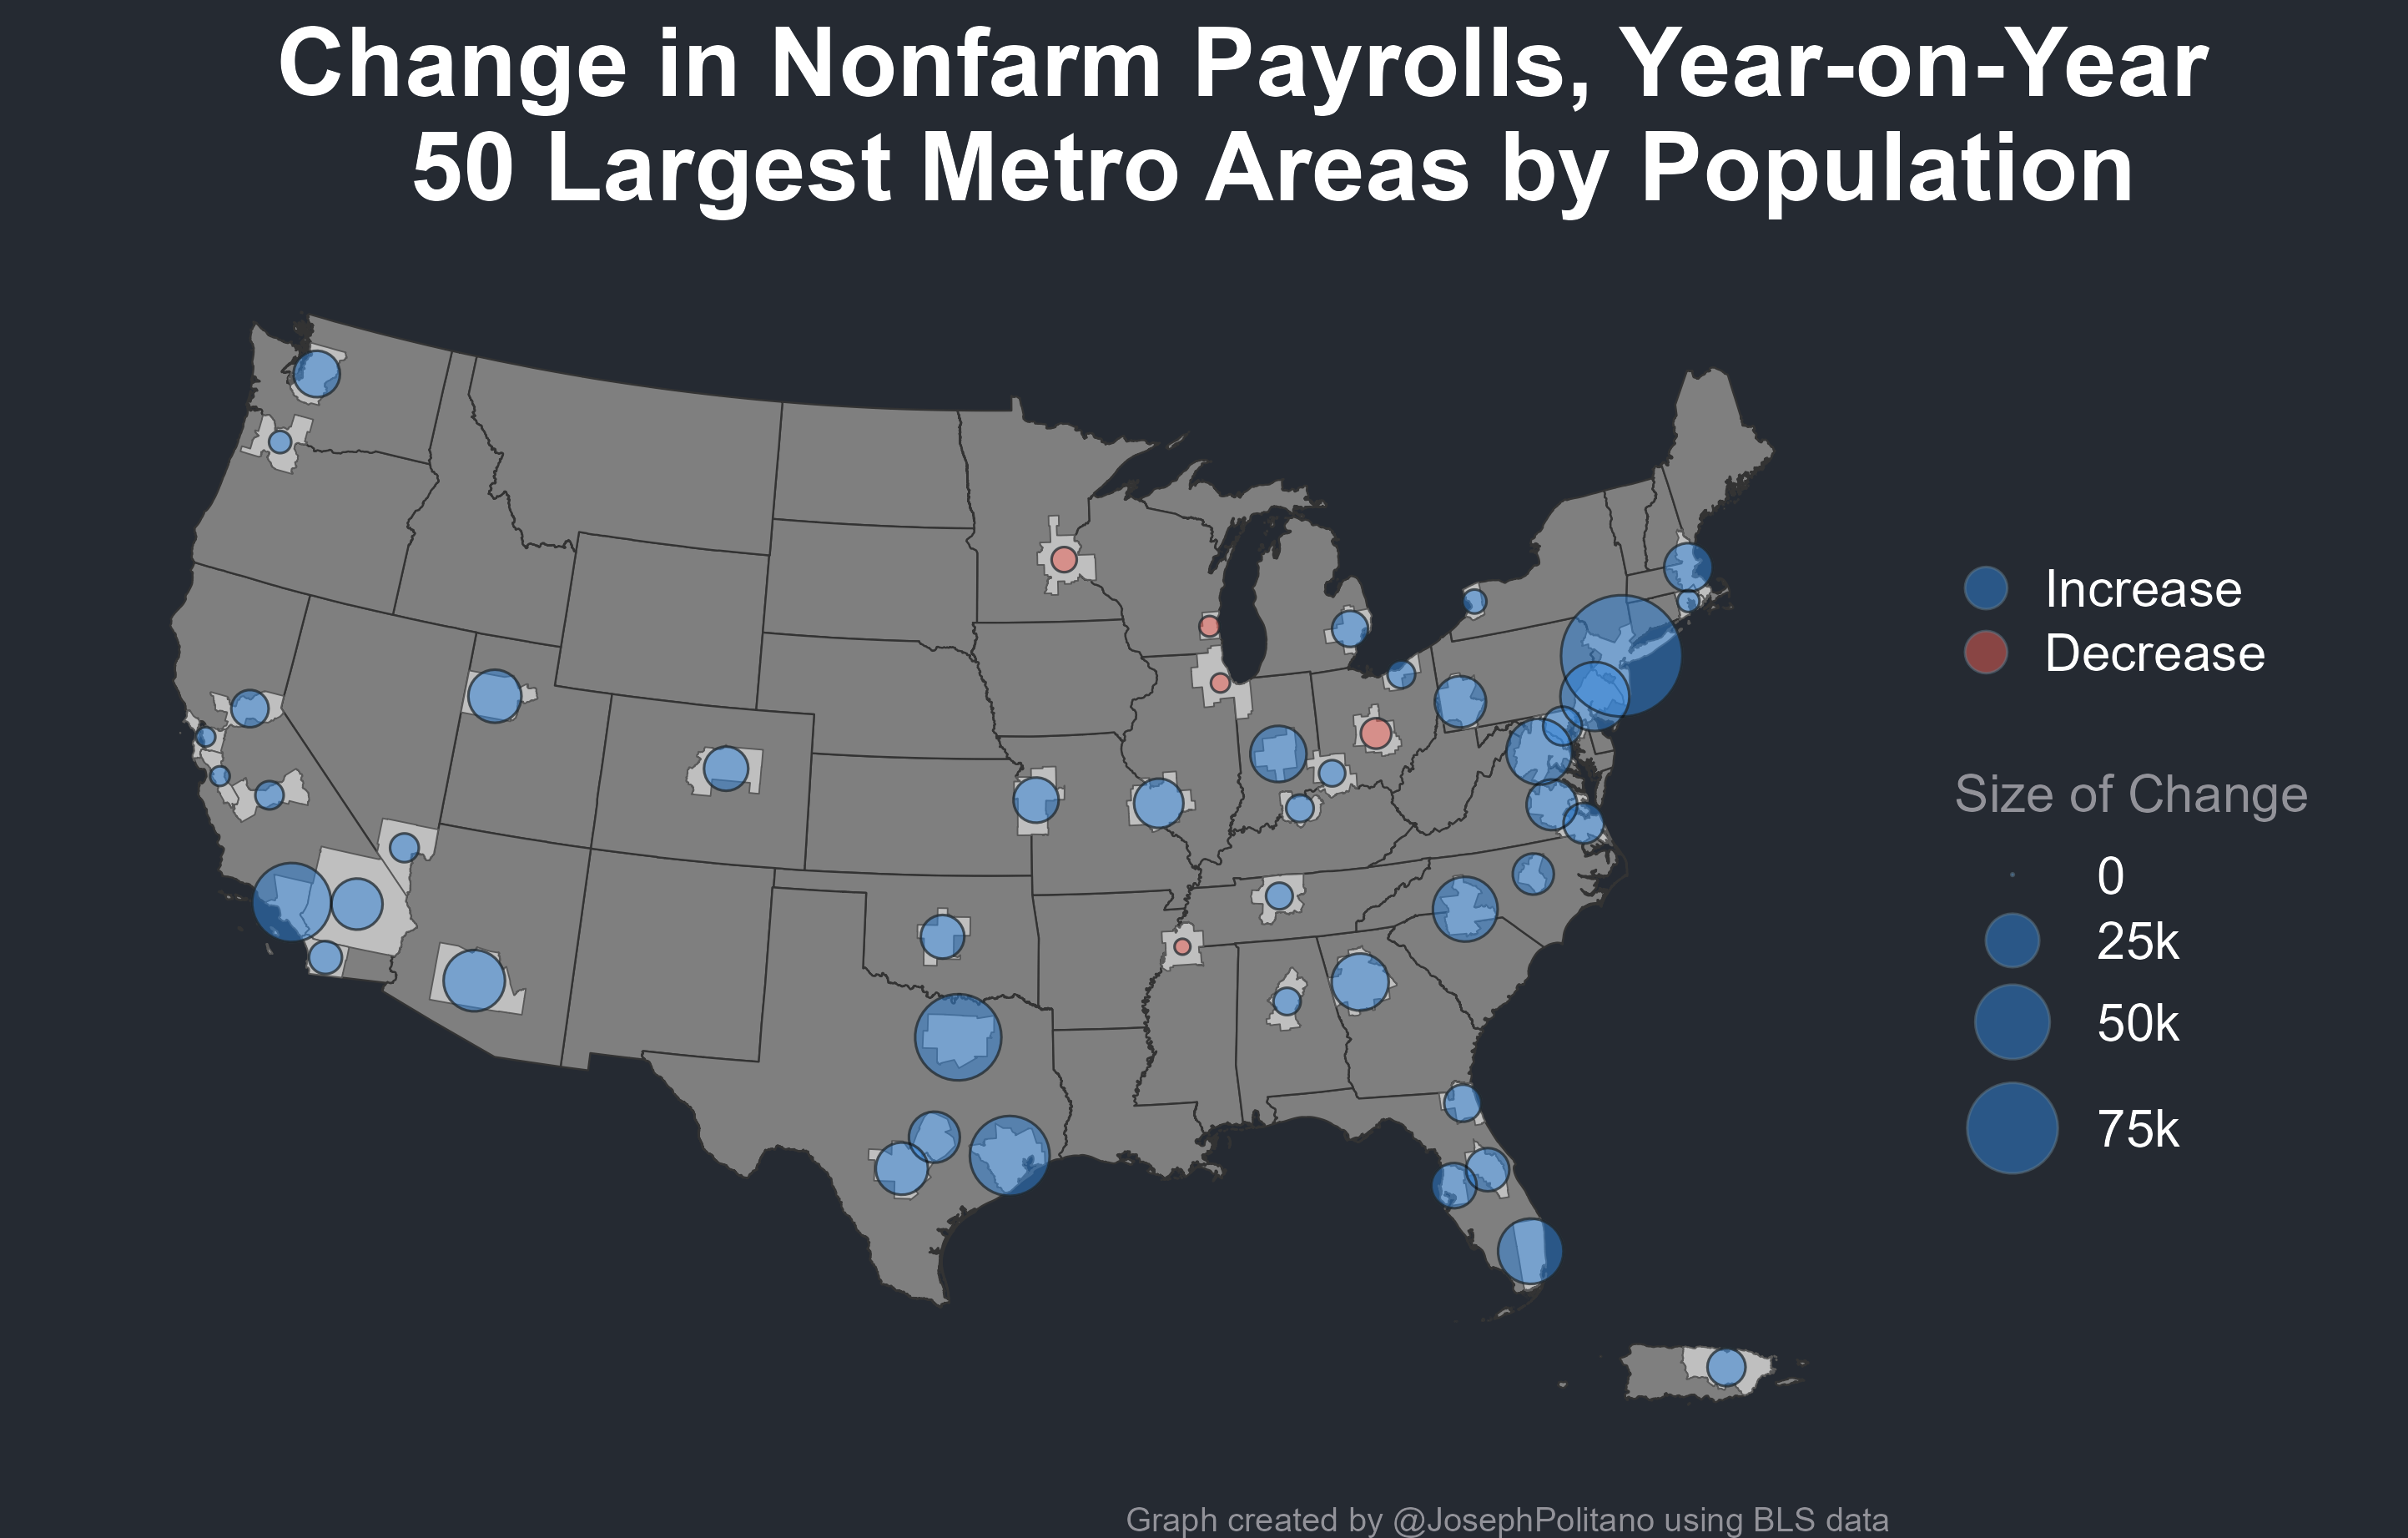 Change in Nonfarm Payrolls, Year-on-Year
50 Largest Metro Areas by Population
Increase
Decrease
Size of Change
0
25k
50k
75k
Graph created by @JosephPolitano using BLS data